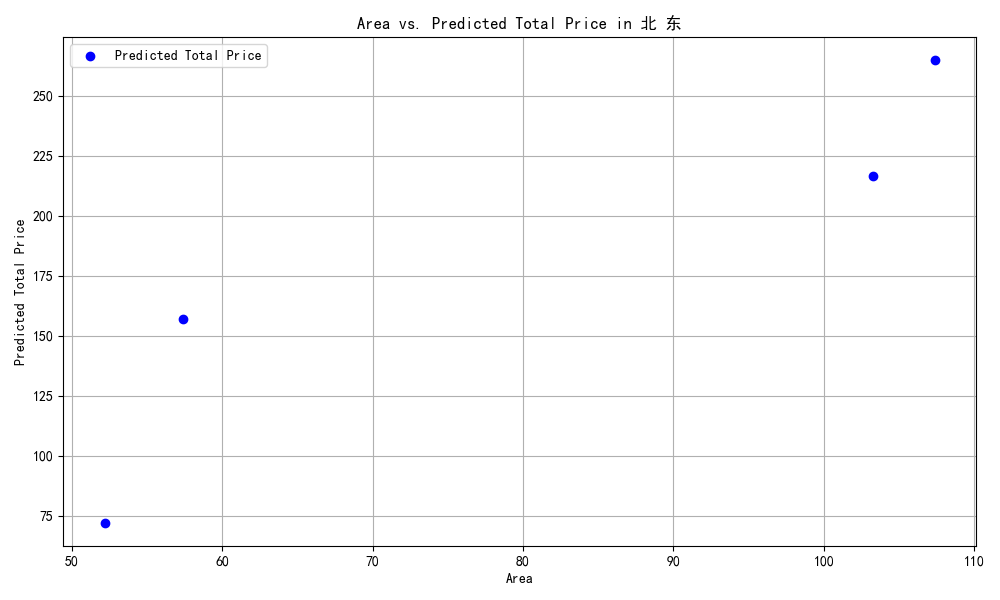 Area vs. Predicted Total Price in 北 东
Predicted Total Price
Predicted Total Price
250
225
200
175
150
125
100
75
50 60 70 80 90 100 110
Area